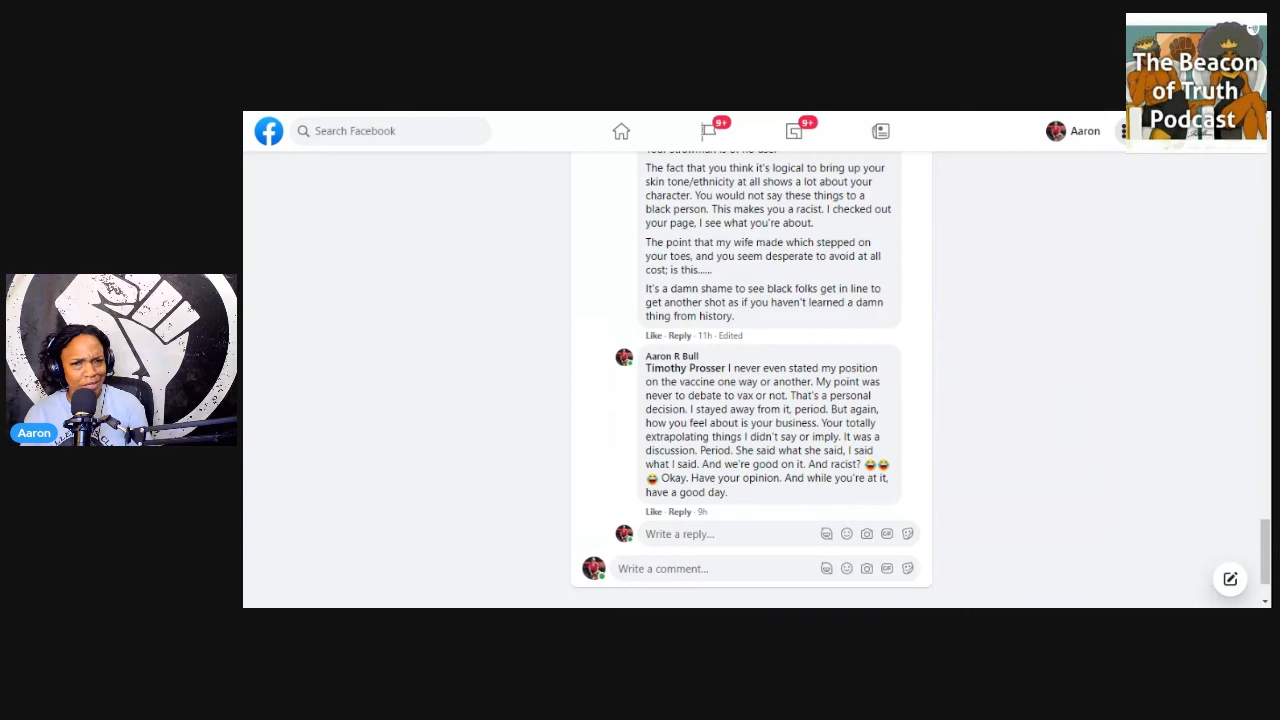 The Beacon
of Truth
Podcast
Search Facebook
9+
9+
Aaron
The fact that you think it's logical to bring up your
skin tone/ethnicity at all shows a lot about your
character. You would not say these things to a
black person. This makes you a racist. I checked out
your page, I see what you're about.
The point that my wife made which stepped on
your toes, and you seem desperate to avoid at all
cost; is this......
It's a damn shame to see black folks get in line to
get another shot as if you haven't learned a damn
thing from history.
Like · Reply · 11h · Edited
Aaron R Bull
Timothy Prosser I never even stated my position
on the vaccine one way or another. My point was
never to debate to vax or not. That's a personal
decision. I stayed away from it, period. But again,
how you feel about is your business. Your totally
extrapolating things I didn't say or imply. It was a
discussion. Period. She said what she said, I said
what I said. And we're good on it. And racist? 😂😂
😂 Okay. Have your opinion. And while you're at it,
have a good day.
Like · Reply · 9h
Write a reply...
GIF
Write a comment...
GIF
Aaron